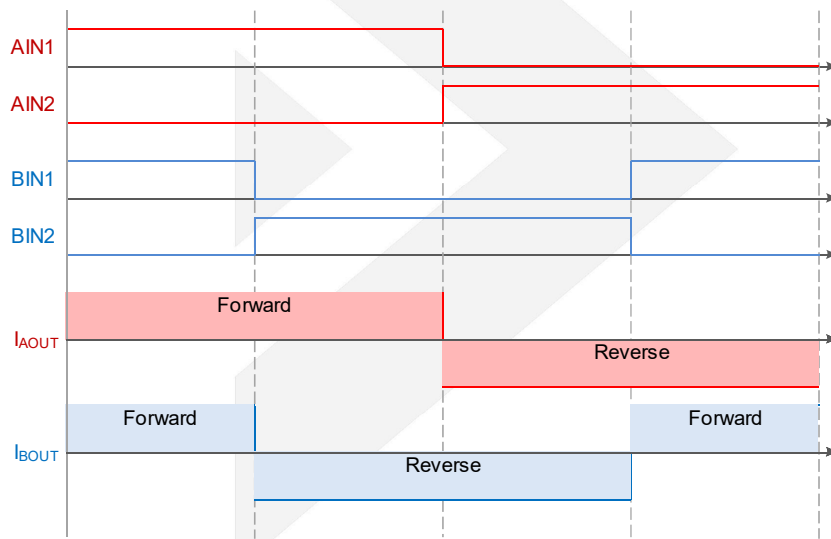 AIN1
AIN2
BIN1
BIN2
Forward
IAOUT
Reverse
Forward
Forward
IBOUT
Reverse